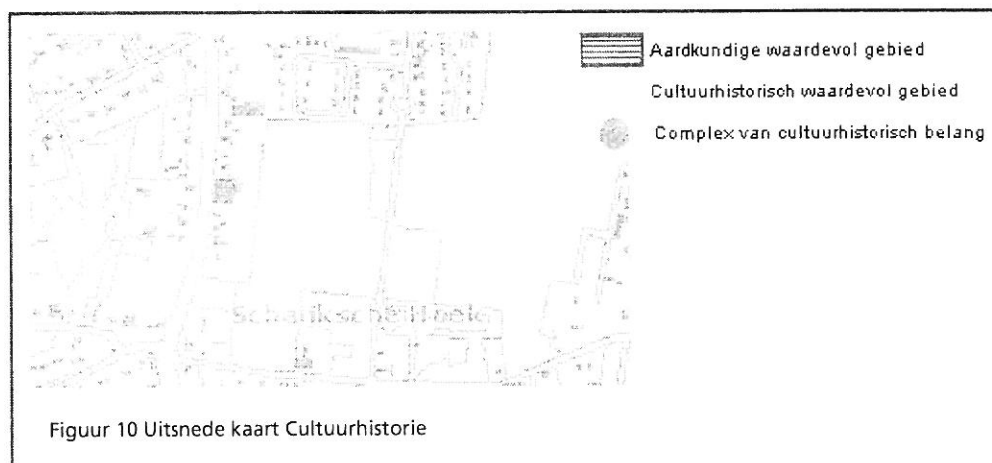 Aardkundige waardevol gebied
Cultuurhistorisch waardevol gebied
Complex van cultuurhistorisch belang
Figuur 10 Uitsnede kaart Cultuurhistorie